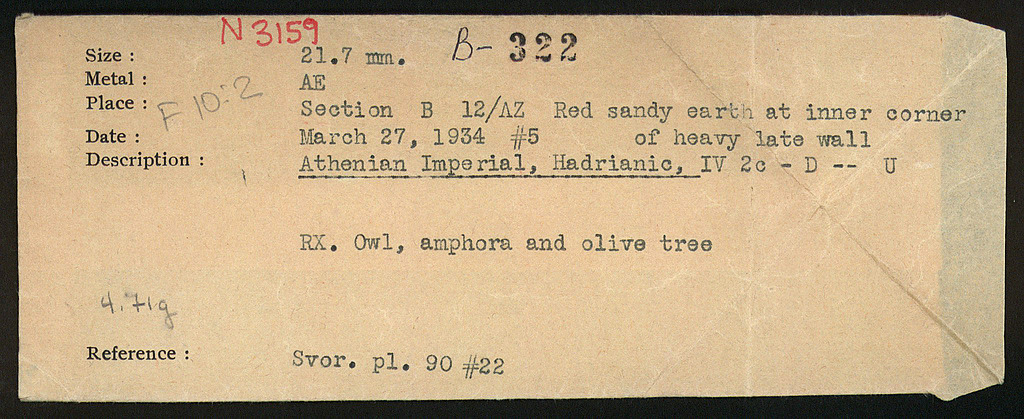 N 3159
B- 322
Size : 21.7 mm.
Metal : AE
F 10:2
Place : Section B 12/ΛZ Red sandy earth at inner corner
of heavy late wall
Date : March 27, 1934 #5
Description : Athenian Imperial, Hadrianic, IV 2c - D -- U
RX. Owl, amphora and olive tree
4.71g
Reference : Svor. pl. 90 #22